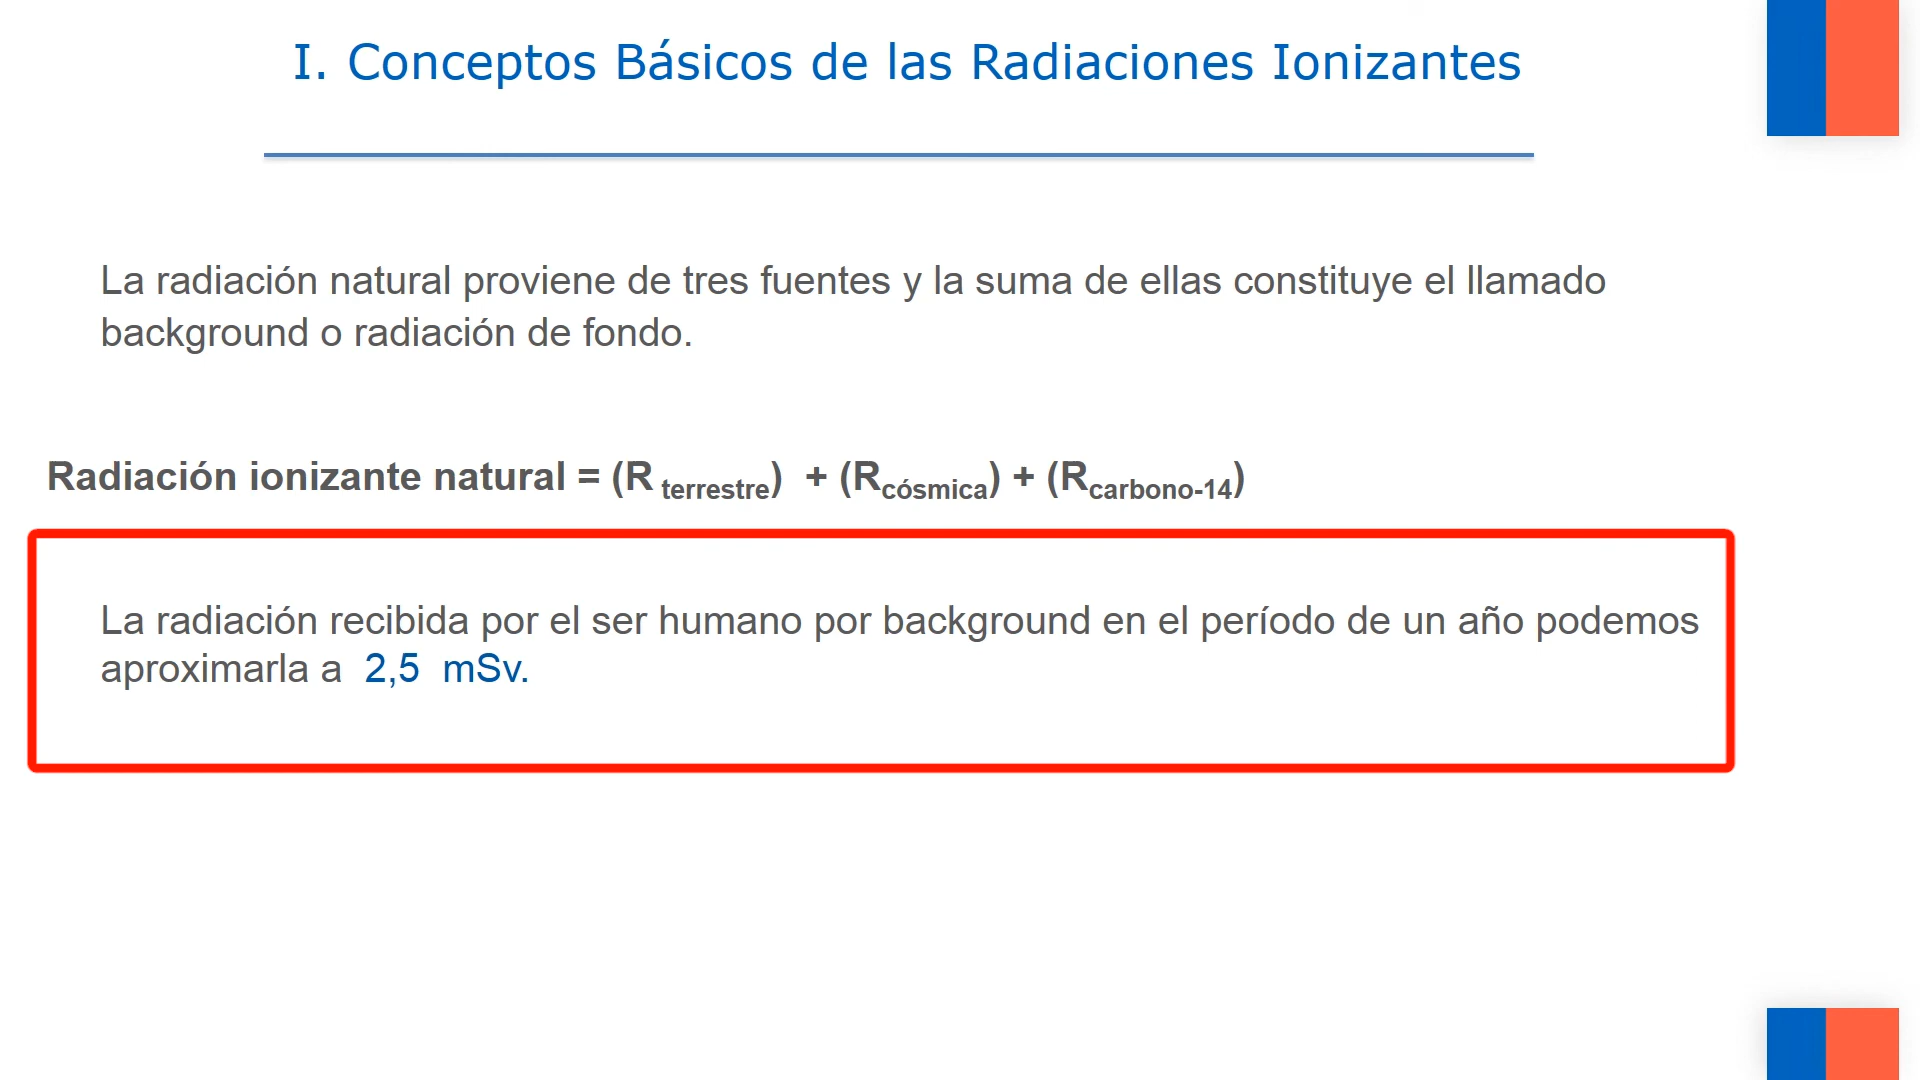 I. Conceptos Básicos de las Radiaciones Ionizantes
La radiación natural proviene de tres fuentes y la suma de ellas constituye el llamado
background o radiación de fondo.
Radiación ionizante natural = (R terrestre) + (Rcósmica) + (Rcarbono-14)
La radiación recibida por el ser humano por background en el período de un año podemos
aproximarla a 2,5 mSv.